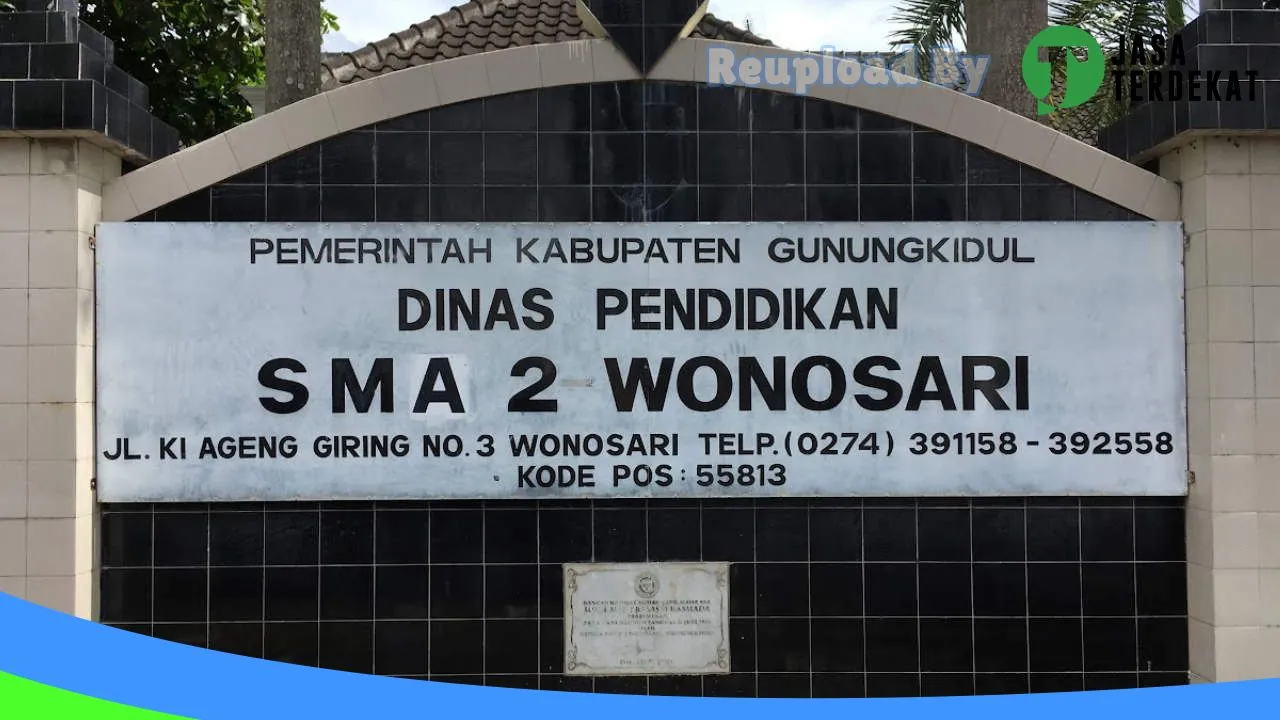 Reupload By
JASA
TERDEKAT
PEMERINTAH KABUPATEN GUNUNGKIDUL
DINAS PENDIDIKAN
SMA 2 WONOSARI
JL. KI AGENG GIRING NO. 3 WONOSARI TELP. (0274) 391158 - 392558
KODE POS : 55813